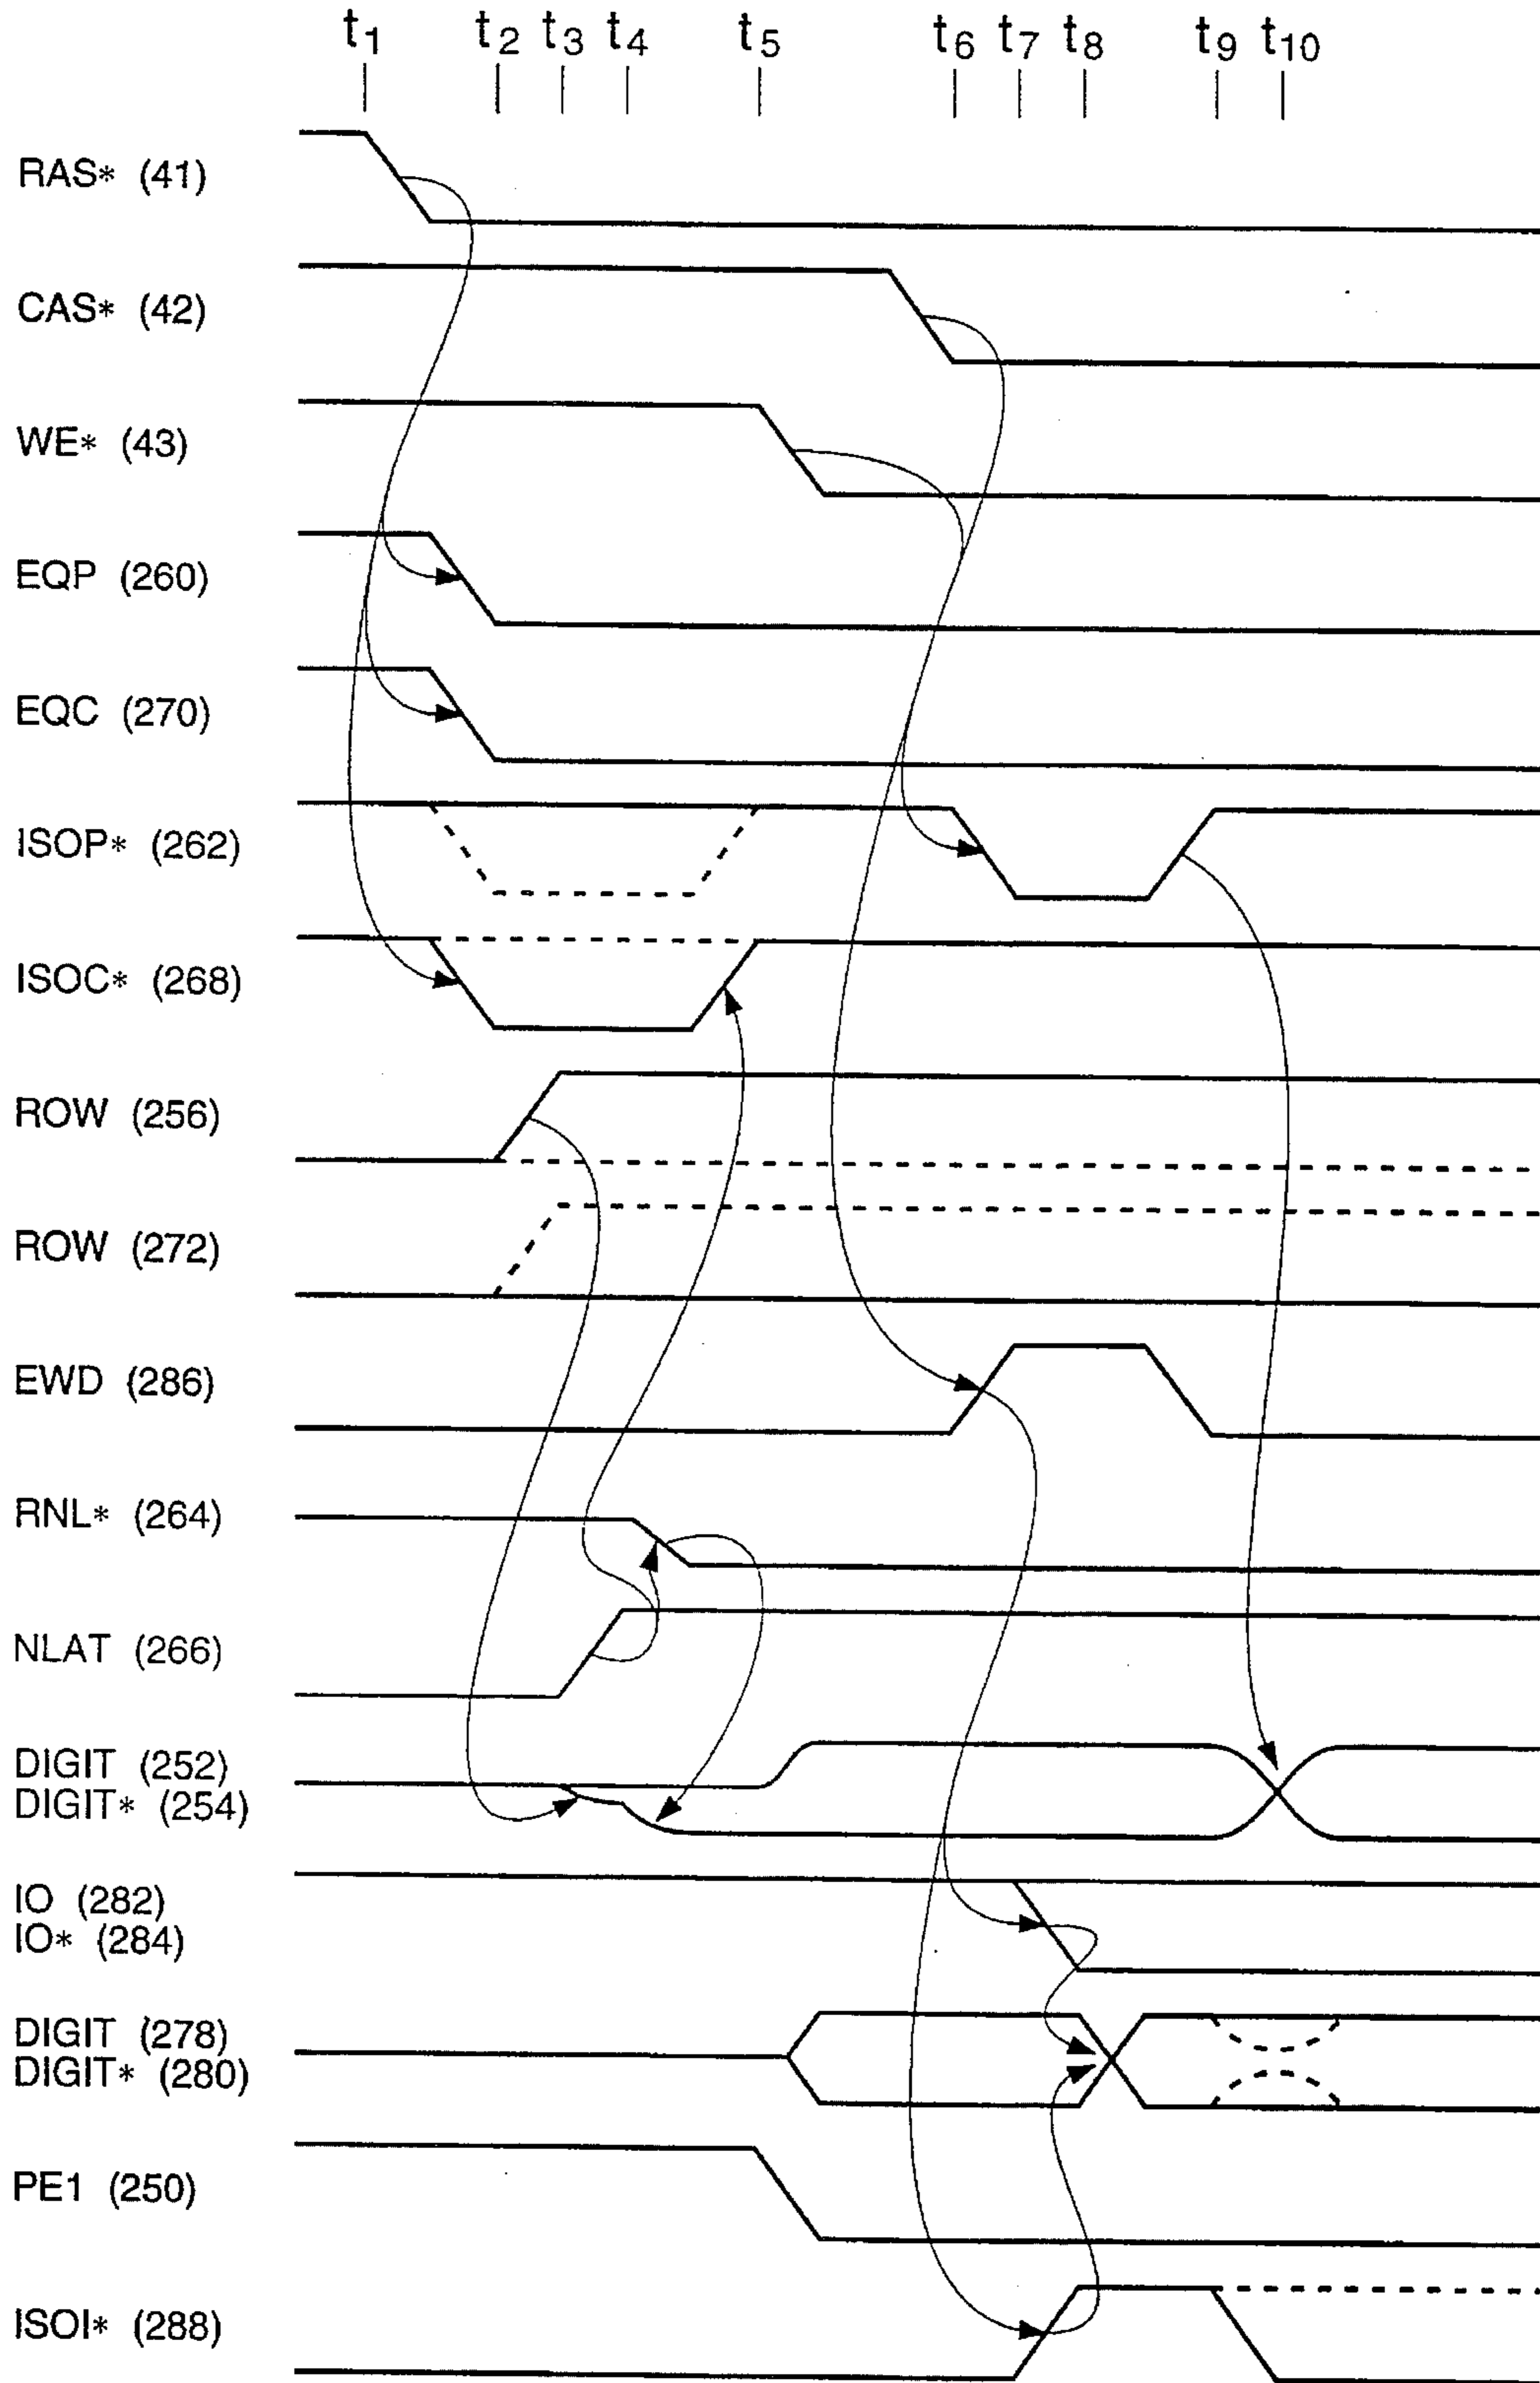 t1 t2 t3 t4 t5 t6 t7 t8 t9 t10
RAS* (41)
CAS* (42)
WE* (43)
EQP (260)
EQC (270)
ISOP* (262)
ISOC* (268)
ROW (256)
ROW (272)
EWD (286)
RNL* (264)
NLAT (266)
DIGIT (252)
DIGIT* (254)
IO (282)
IO* (284)
DIGIT (278)
DIGIT* (280)
PE1 (250)
ISOI* (288)